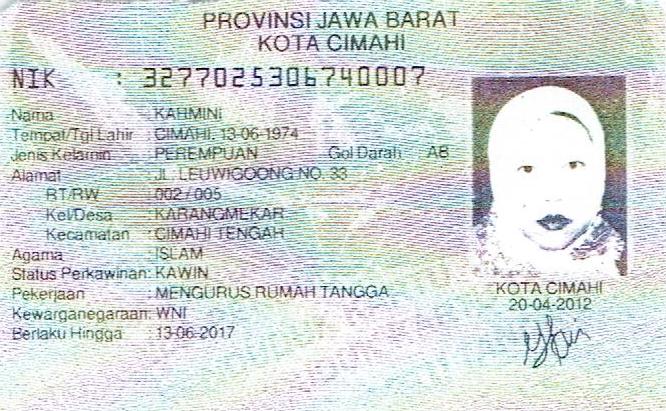 PROVINSI JAWA BARAT
KOTA CIMAHI
NIK : 3277025306740007
Nama : KARMINI
Tempat/Tgl Lahir : CIMAHI, 13-06-1974
Jenis Kelamin : PEREMPUAN Gol Darah AB
Alamat : JL. LEUWIGOONG NO. 33
RT/RW : 002 / 005
Kel/Desa : KARANGMEKAR
Kecamatan : CIMAHI TENGAH
Agama : ISLAM
Status Perkawinan: KAWIN
Pekerjaan : MENGURUS RUMAH TANGGA
Kewarganegaraan: WNI
Berlaku Hingga : 13-06-2017
KOTA CIMAHI
20-04-2012